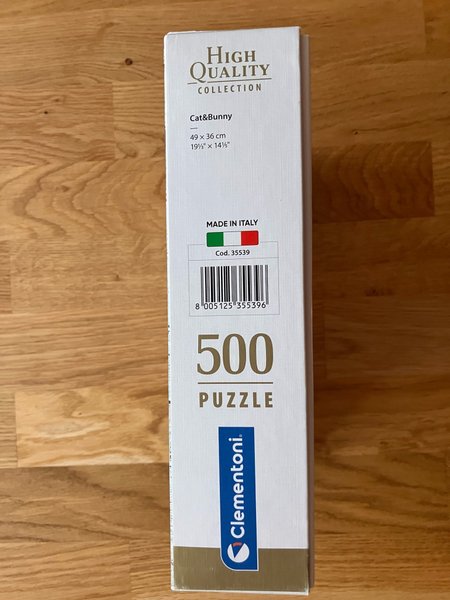 HIGH
QUALITY
COLLECTION
Cat&Bunny
49 × 36 cm
19⅓" × 14⅓"
MADE IN ITALY
Cod. 35539
8 005125 355396
500
PUZZLE
Clementoni®